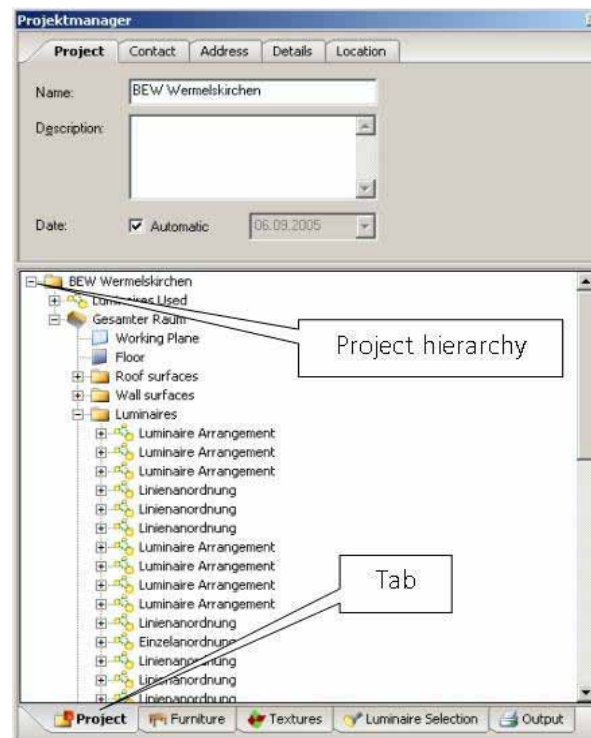 Projektmanager
Project Contact Address Details Location
Name: BEW Wermelskirchen
Description:
Date: Automatic 06.09.2005
BEW Wermelskirchen
Luminaires Used
Gesamter Raum
Working Plane
Floor
Roof surfaces
Wall surfaces
Luminaires
Luminaire Arrangement
Luminaire Arrangement
Luminaire Arrangement
Linienanordnung
Linienanordnung
Linienanordnung
Luminaire Arrangement
Luminaire Arrangement
Luminaire Arrangement
Luminaire Arrangement
Linienanordnung
Einzelanordnung
Linienanordnung
Linienanordnung
Linienanordnung
Project hierarchy
Tab
Project Furniture Textures Luminaire Selection Output